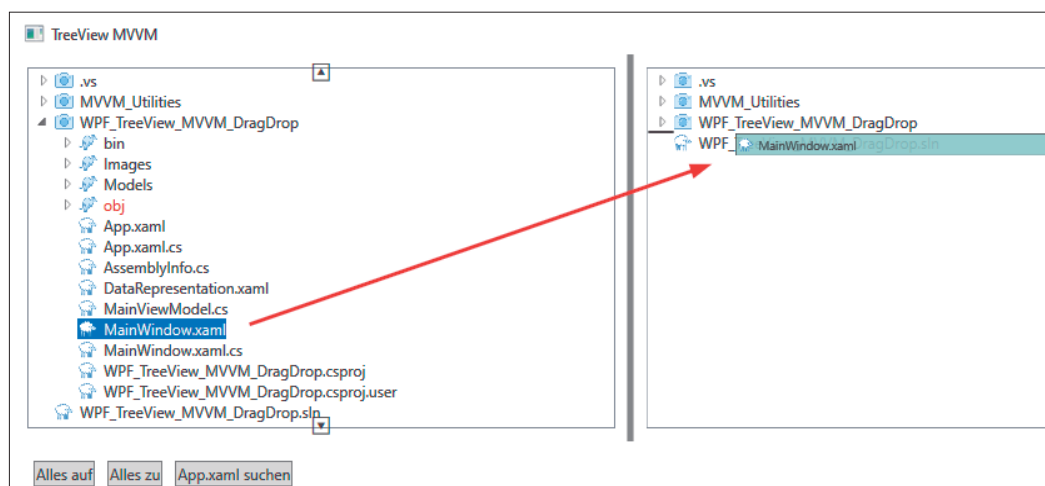 TreeView MVVM
.vs
MVVM_Utilities
WPF_TreeView_MVVM_DragDrop
bin
Images
Models
obj
App.xaml
App.xaml.cs
AssemblyInfo.cs
DataRepresentation.xaml
MainViewModel.cs
MainWindow.xaml
MainWindow.xaml.cs
WPF_TreeView_MVVM_DragDrop.csproj
WPF_TreeView_MVVM_DragDrop.csproj.user
WPF_TreeView_MVVM_DragDrop.sln
.vs
MVVM_Utilities
WPF_TreeView_MVVM_DragDrop
WPF_TreeView_MVVM_DragDrop.sln
MainWindow.xaml
Alles auf Alles zu App.xaml suchen